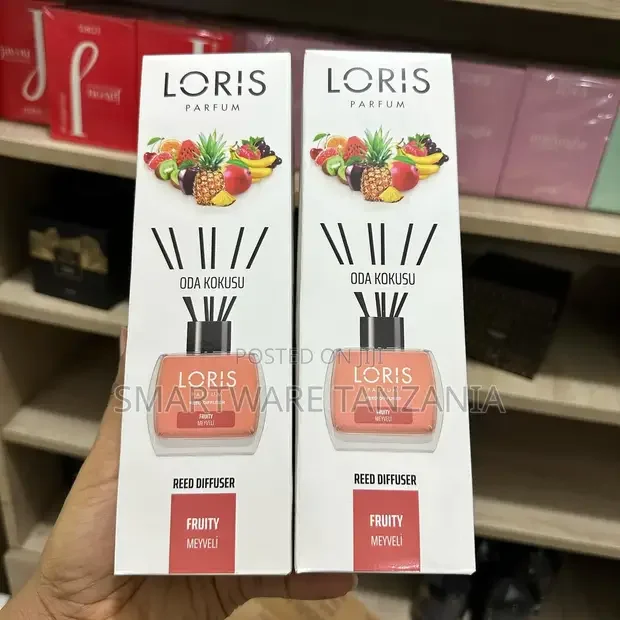 LORIS
PARFUM
ODA KOKUSU
LORIS
FRUITY
MEYVELİ
REED DIFFUSER
FRUITY
MEYVELİ
LORIS
PARFUM
ODA KOKUSU
LORIS
FRUITY
MEYVELİ
REED DIFFUSER
FRUITY
MEYVELİ
POSTED ON JIJI
SMARTWARE TANZANIA